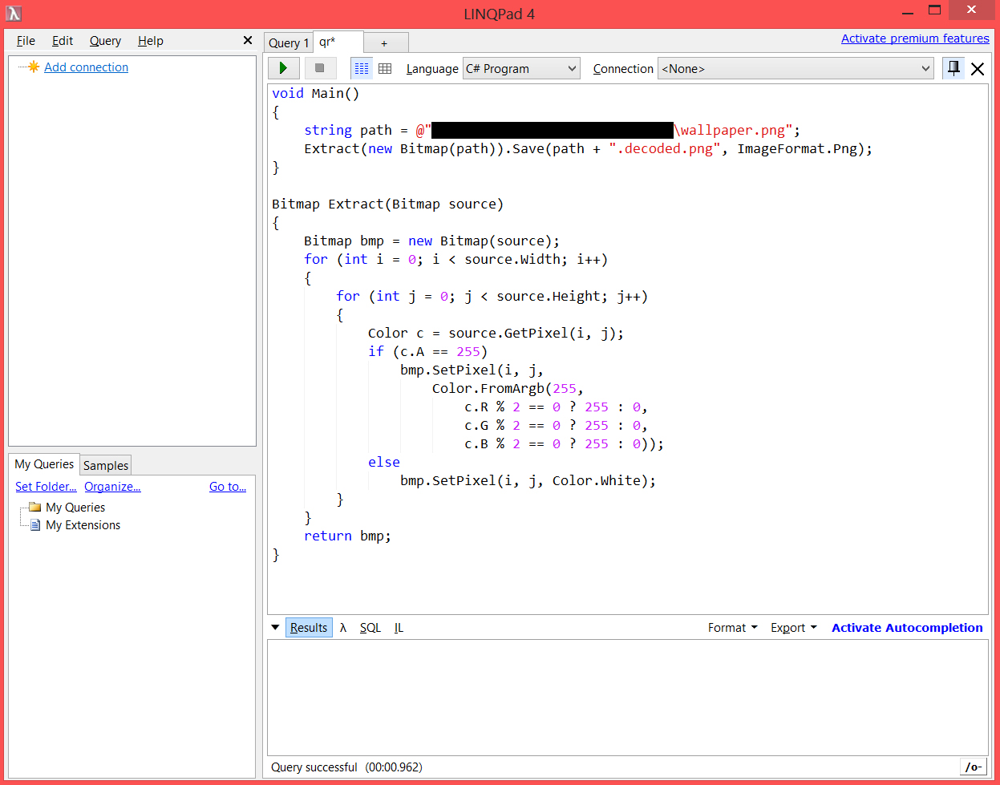 LINQPad 4
File Edit Query Help
Add connection
My Queries Samples
Set Folder... Organize... Go to...
My Queries
My Extensions
Query 1 qr* +
Activate premium features
Language C# Program Connection <None>
void Main()
{
    string path = @"\wallpaper.png";
    Extract(new Bitmap(path)).Save(path + ".decoded.png", ImageFormat.Png);
}
Bitmap Extract(Bitmap source)
{
    Bitmap bmp = new Bitmap(source);
    for (int i = 0; i < source.Width; i++)
    {
        for (int j = 0; j < source.Height; j++)
        {
            Color c = source.GetPixel(i, j);
            if (c.A == 255)
                bmp.SetPixel(i, j,
                    Color.FromArgb(255,
                        c.R % 2 == 0 ? 255 : 0,
                        c.G % 2 == 0 ? 255 : 0,
                        c.B % 2 == 0 ? 255 : 0));
            else
                bmp.SetPixel(i, j, Color.White);
        }
    }
    return bmp;
}
Results λ SQL IL Format Export Activate Autocompletion
Query successful (00:00.962) /o-